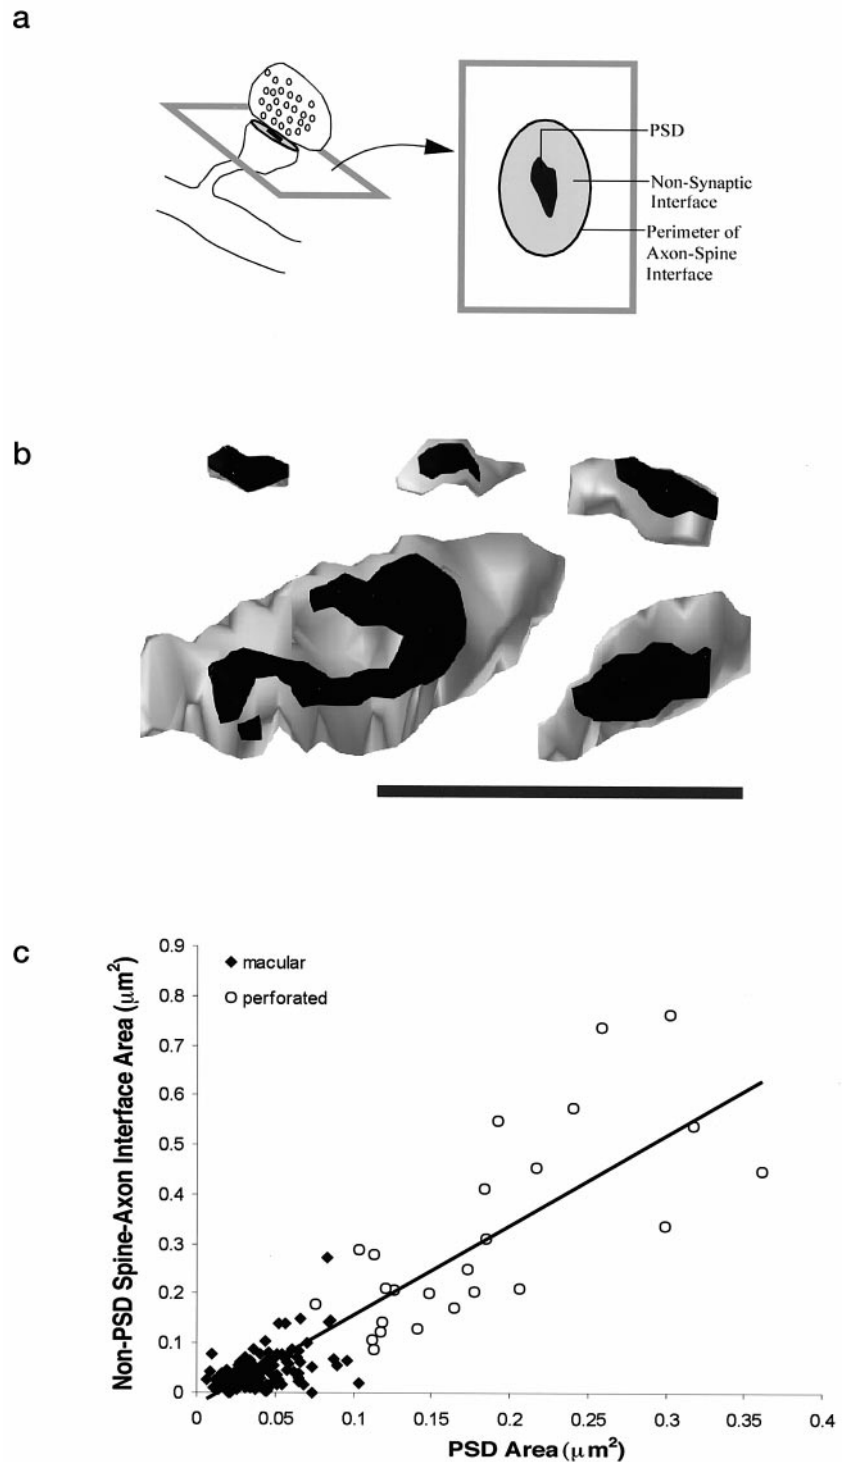 a
PSD
Non-Synaptic
Interface
Perimeter of
Axon-Spine
Interface
b
c
Non-PSD Spine-Axon Interface Area (μm²)
0.9
0.8
0.7
0.6
0.5
0.4
0.3
0.2
0.1
0
macular
perforated
0
0.05
0.1
0.15
0.2
0.25
0.3
0.35
0.4
PSD Area (μm²)